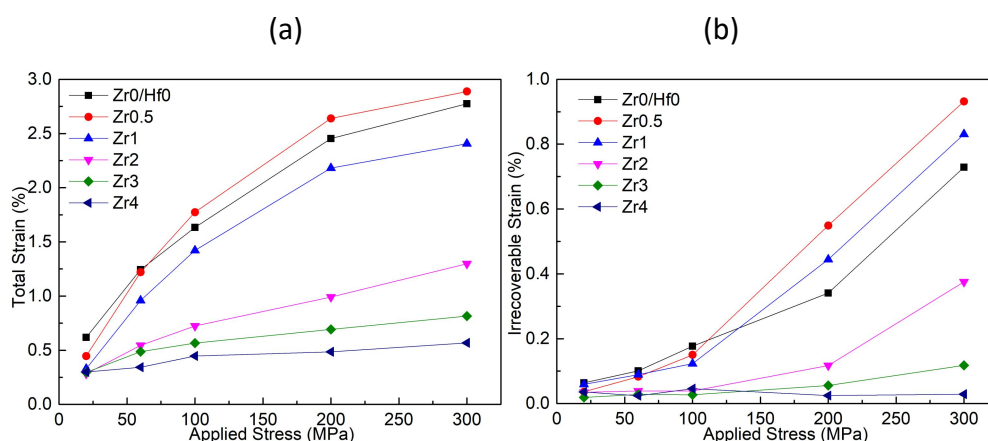 (a)
3.0
2.5
2.0
1.5
1.0
0.5
0.0
Total Strain (%)
Zr0/Hf0
Zr0.5
Zr1
Zr2
Zr3
Zr4
0 50 100 150 200 250 300
Applied Stress (MPa)
(b)
1.0
0.8
0.6
0.4
0.2
0.0
Irrecoverable Strain (%)
Zr0/Hf0
Zr0.5
Zr1
Zr2
Zr3
Zr4
0 50 100 150 200 250 300
Applied Stress (MPa)